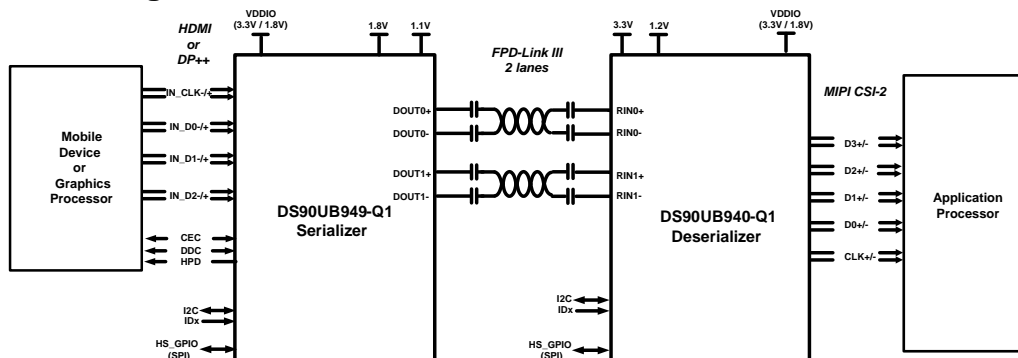 HDMI
or
DP++
VDDIO
(3.3V / 1.8V)
1.8V
1.1V
FPD-Link III
2 lanes
3.3V
1.2V
VDDIO
(3.3V / 1.8V)
MIPI CSI-2
Mobile
Device
or
Graphics
Processor
IN_CLK-/+
IN_D0-/+
IN_D1-/+
IN_D2-/+
CEC
DDC
HPD
I2C
IDx
HS_GPIO
(SPI)
DS90UB949-Q1
Serializer
DOUT0+
DOUT0-
DOUT1+
DOUT1-
RIN0+
RIN0-
RIN1+
RIN1-
DS90UB940-Q1
Deserializer
I2C
IDx
HS_GPIO
(SPI)
D3+/-
D2+/-
D1+/-
D0+/-
CLK+/-
Application
Processor